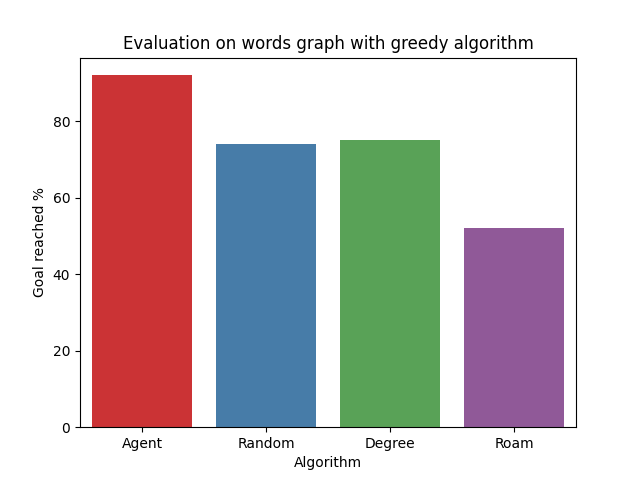 Evaluation on words graph with greedy algorithm
Goal reached %
80
60
40
20
0
Agent Random Degree Roam
Algorithm